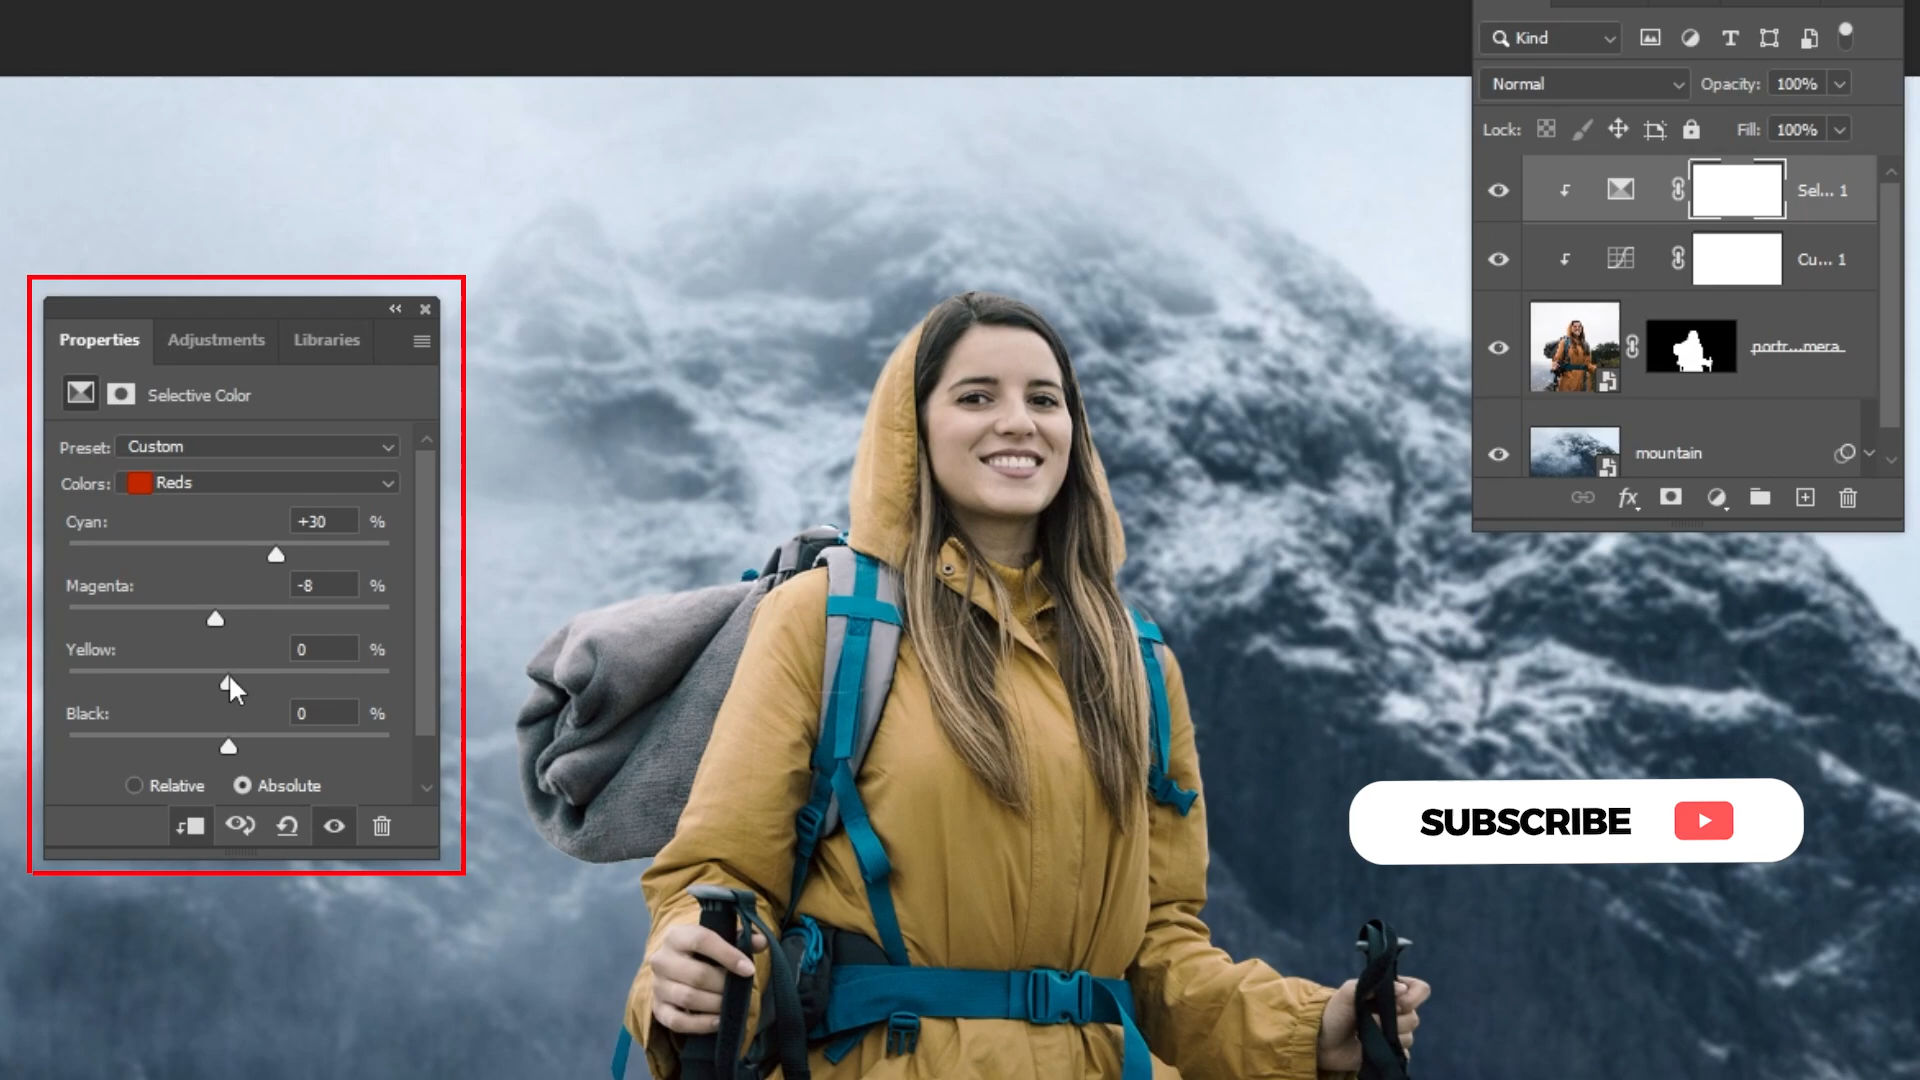 Kind
Normal
Opacity: 100%
Lock:
Fill: 100%
Sel... 1
Cu... 1
portr...mera
mountain
fx
Properties
Adjustments
Libraries
Selective Color
Preset: Custom
Colors: Reds
Cyan: +30 %
Magenta: -8 %
Yellow: 0 %
Black: 0 %
Relative
Absolute
SUBSCRIBE